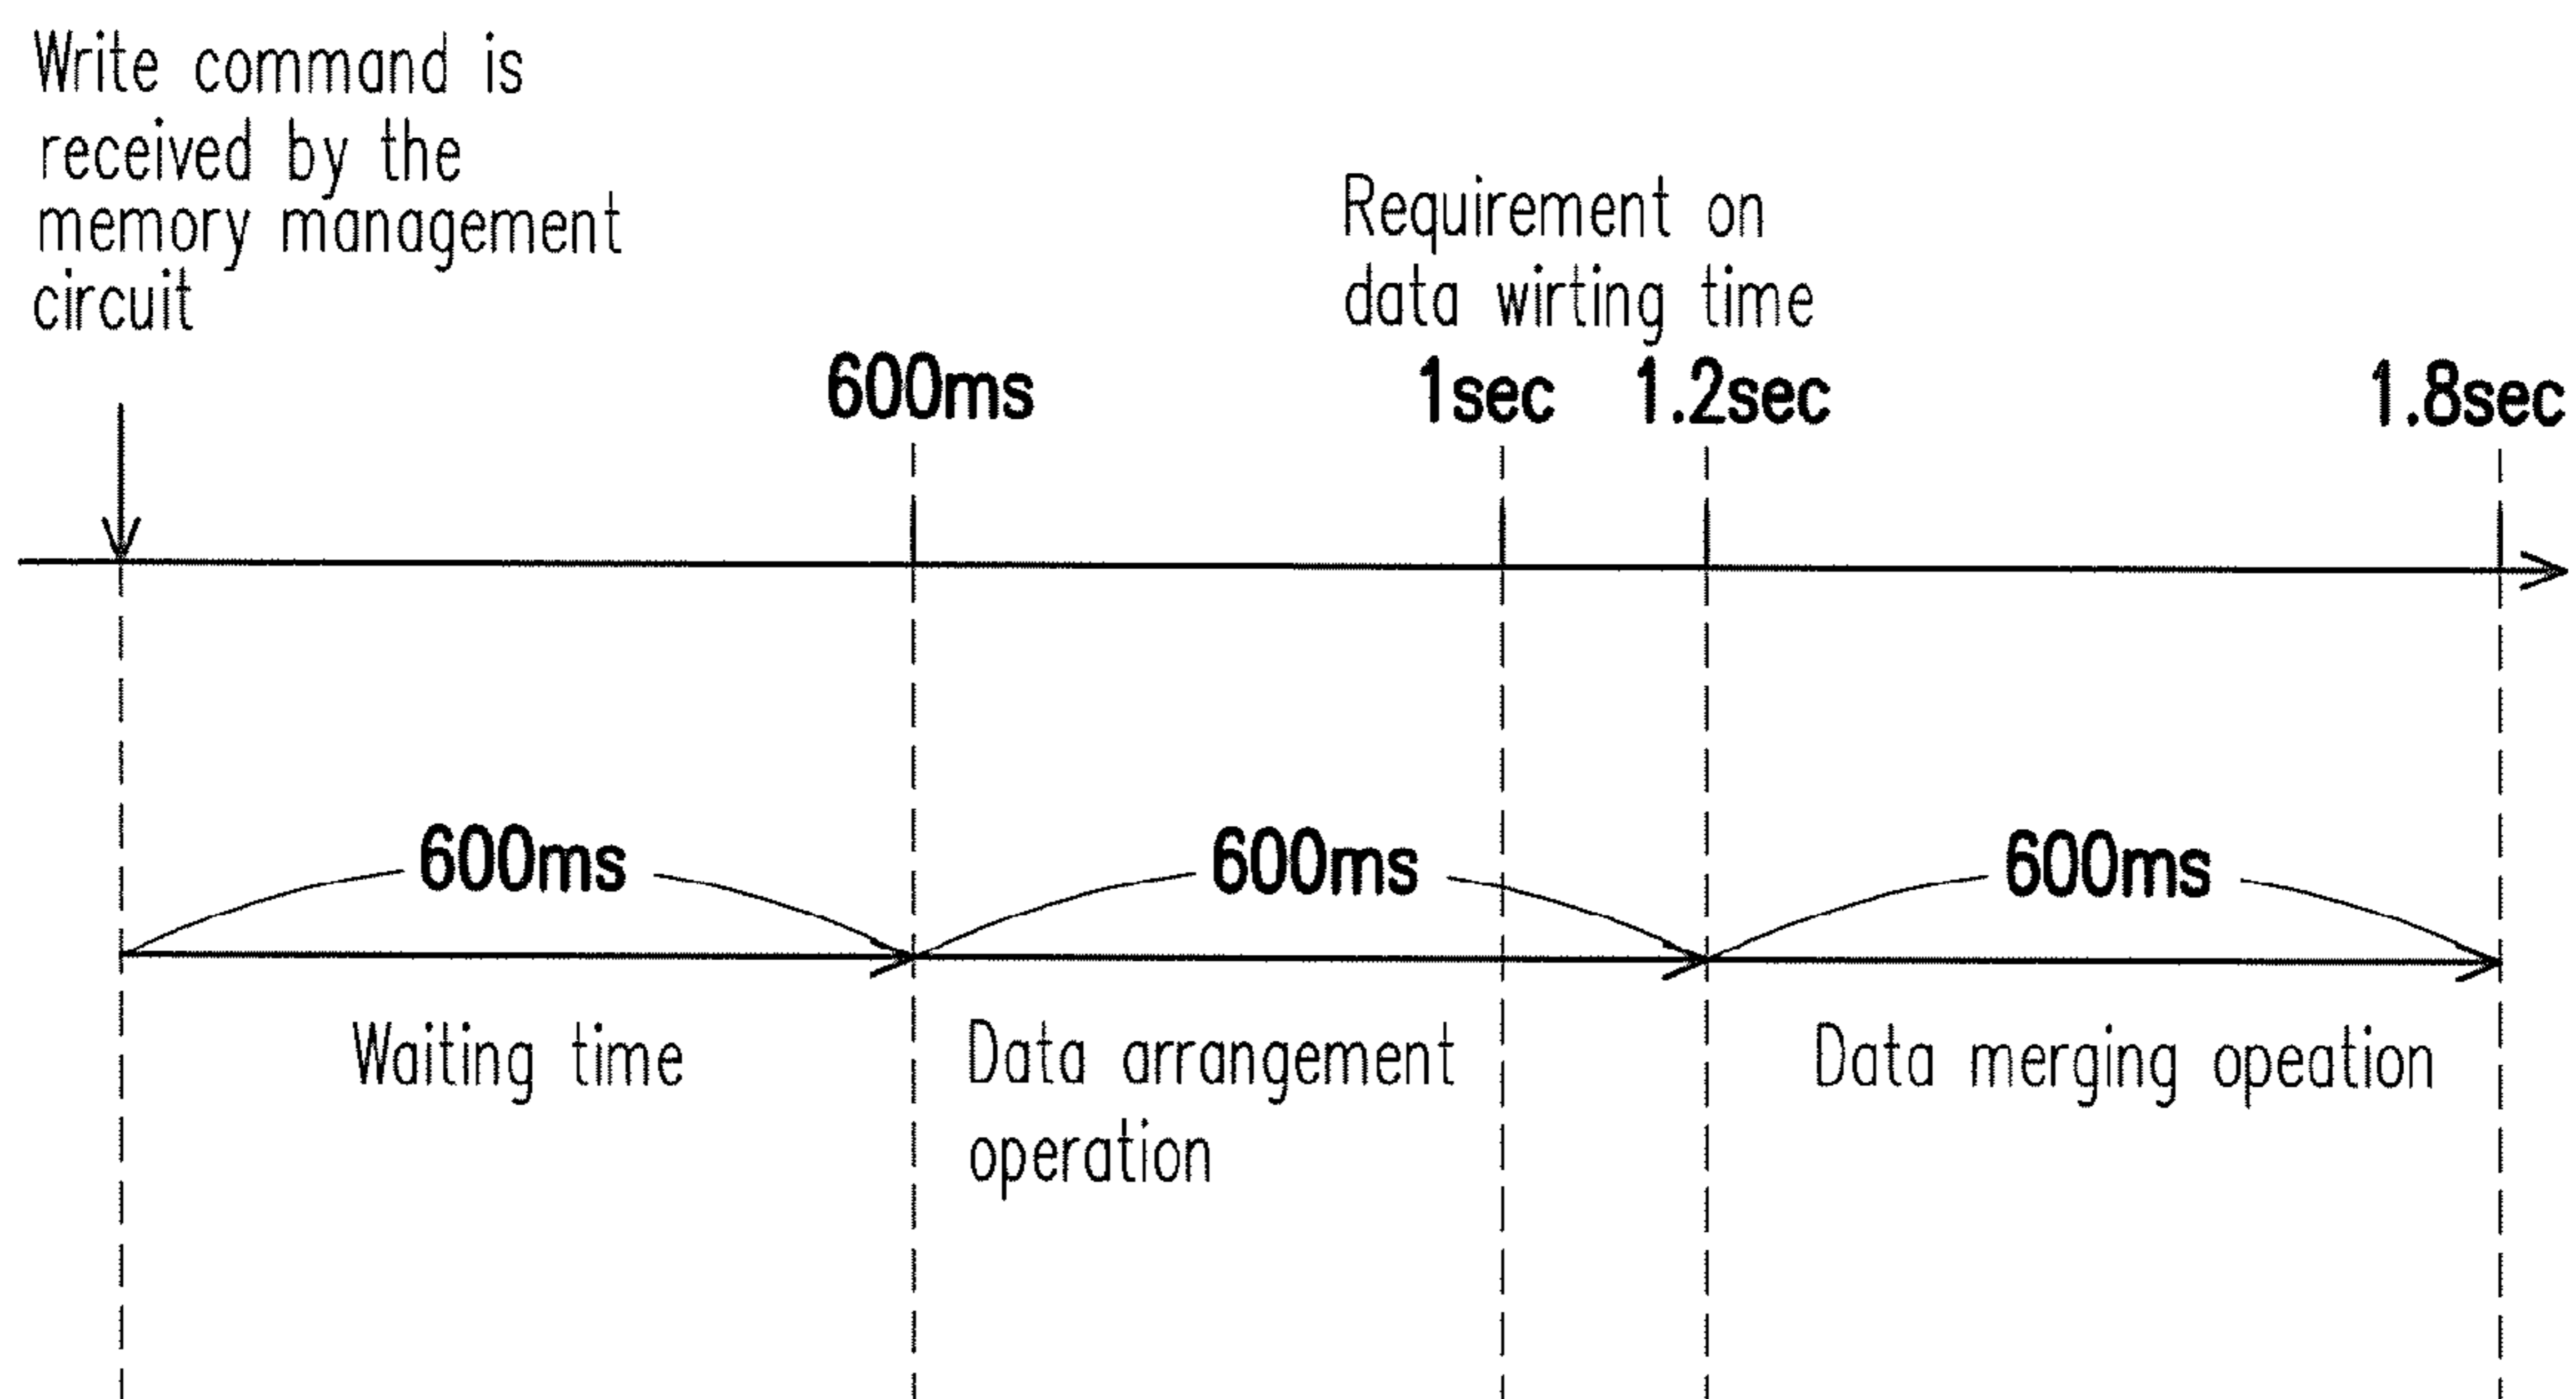 Write command is
received by the
memory management
circuit
Requirement on
data wirting time
600ms
1sec
1.2sec
1.8sec
600ms
600ms
600ms
Waiting time
Data arrangement
operation
Data merging opeation